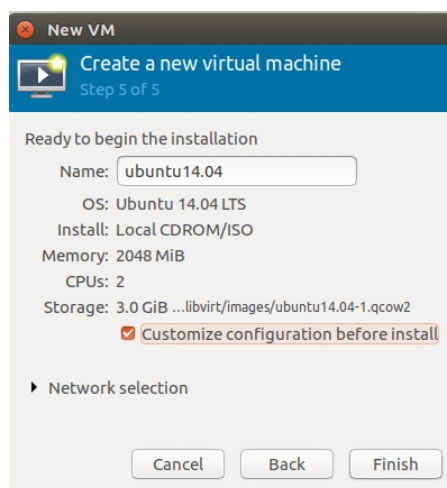 New VM
Create a new virtual machine
Step 5 of 5
Ready to begin the installation
Name: ubuntu14.04
OS: Ubuntu 14.04 LTS
Install: Local CDROM/ISO
Memory: 2048 MiB
CPUs: 2
Storage: 3.0 GiB ...libvirt/images/ubuntu14.04-1.qcow2
Customize configuration before install
Network selection
Cancel Back Finish